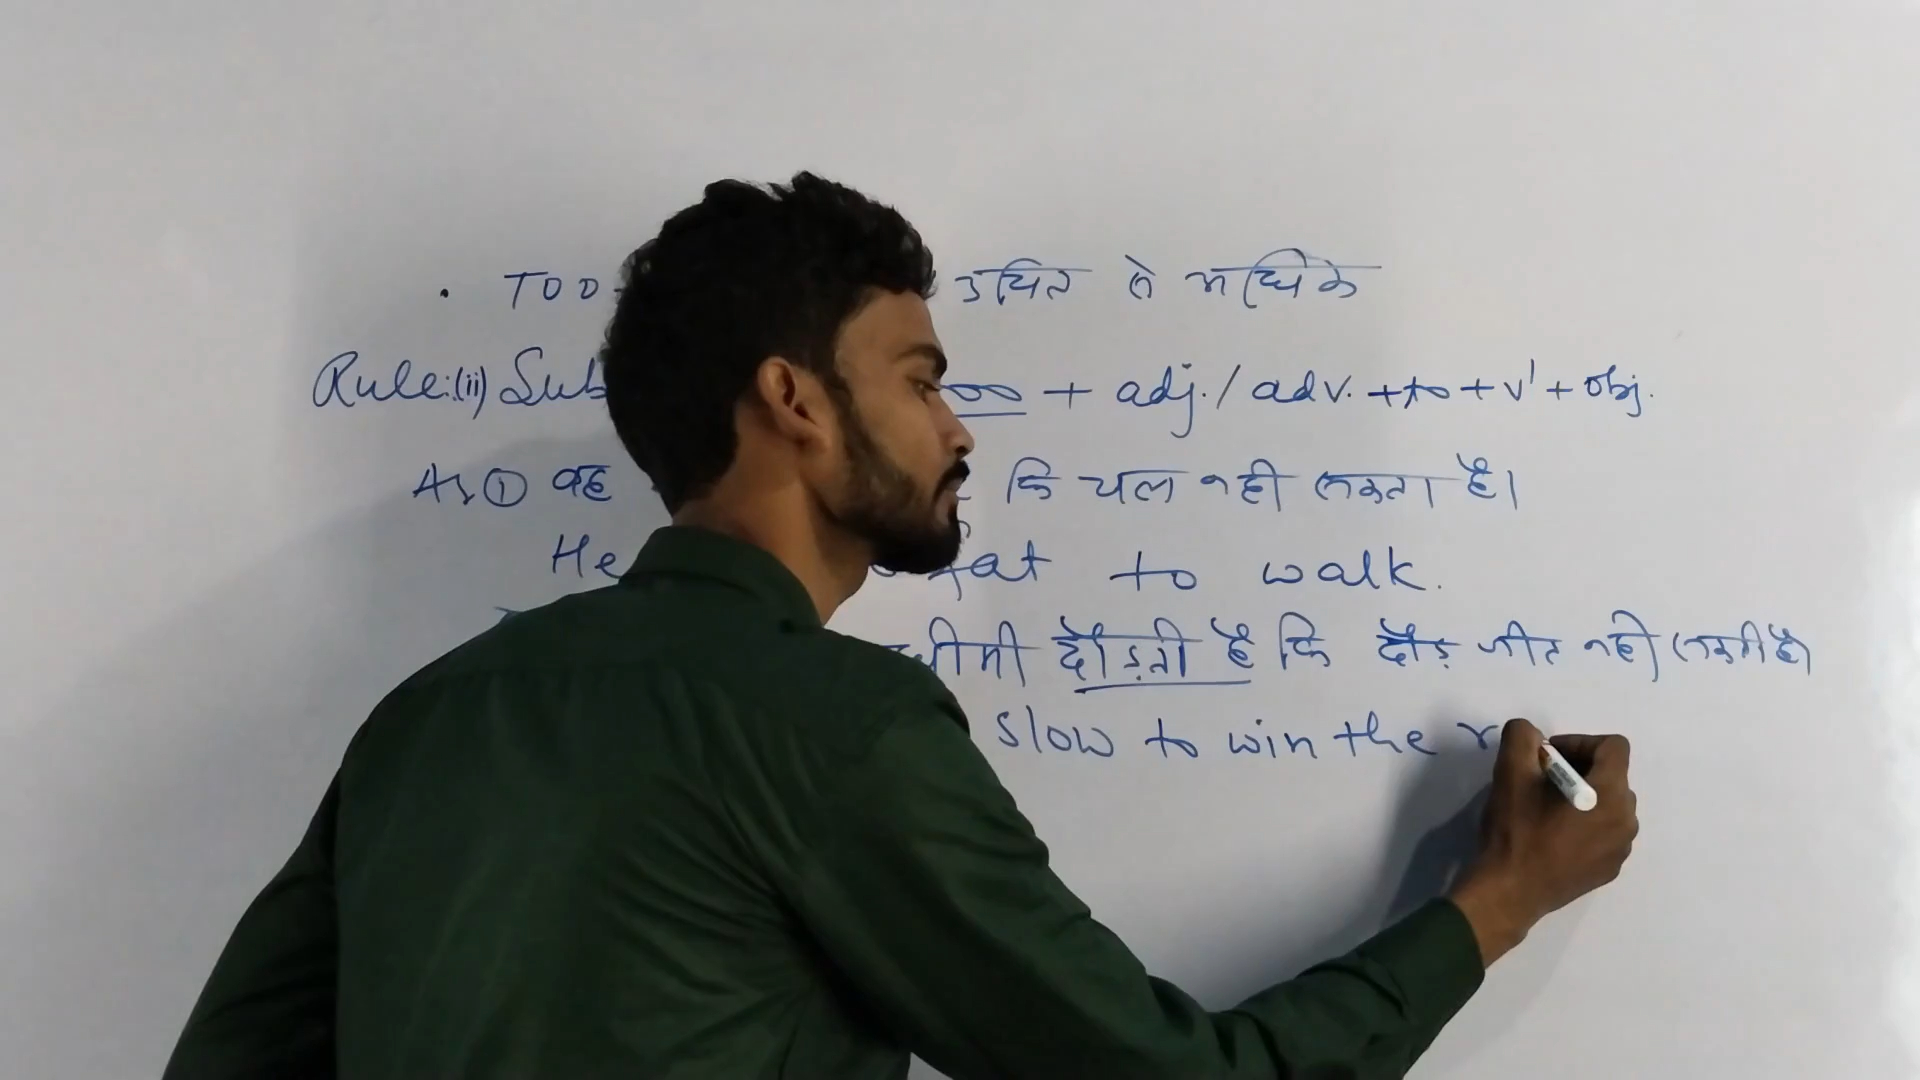 • TOO उचित से अधिक
Rule:(ii) Sub + adj./adv. + to + v¹ + obj.
As ① वह कि चल नही सकता है।
He fat to walk.
धीमी दौड़ती है कि दौड़ जीत नही सकती है।
slow to win the